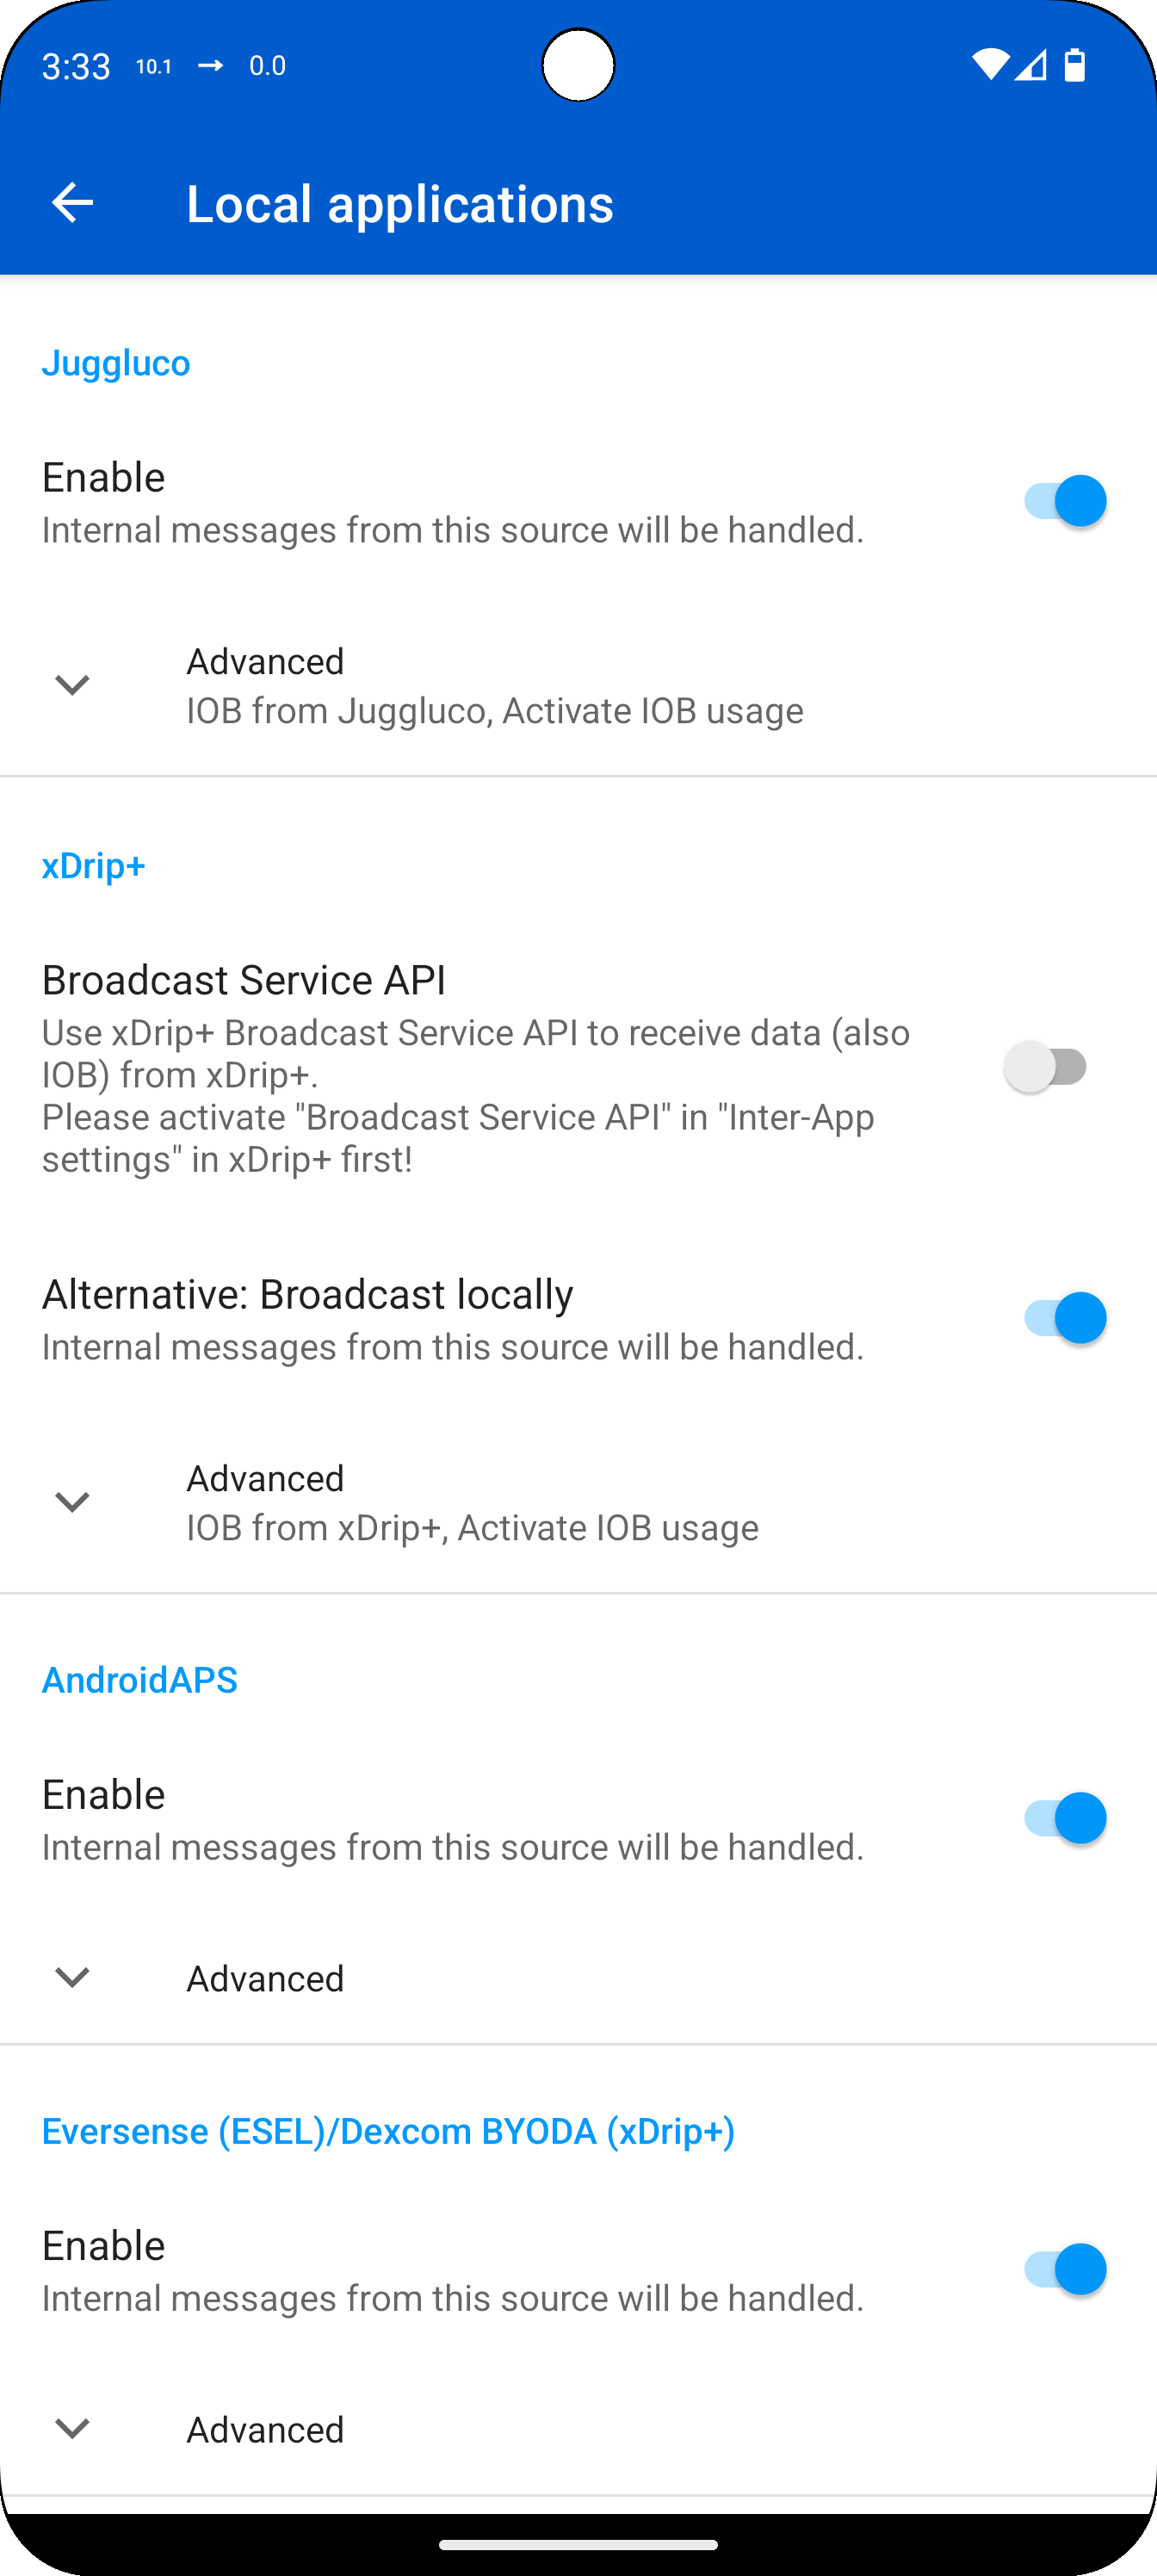 3:33 10.1 → 0.0
Local applications
Juggluco
Enable
Internal messages from this source will be handled.
Advanced
IOB from Juggluco, Activate IOB usage
xDrip+
Broadcast Service API
Use xDrip+ Broadcast Service API to receive data (also
IOB) from xDrip+.
Please activate "Broadcast Service API" in "Inter-App
settings" in xDrip+ first!
Alternative: Broadcast locally
Internal messages from this source will be handled.
Advanced
IOB from xDrip+, Activate IOB usage
AndroidAPS
Enable
Internal messages from this source will be handled.
Advanced
Eversense (ESEL)/Dexcom BYODA (xDrip+)
Enable
Internal messages from this source will be handled.
Advanced